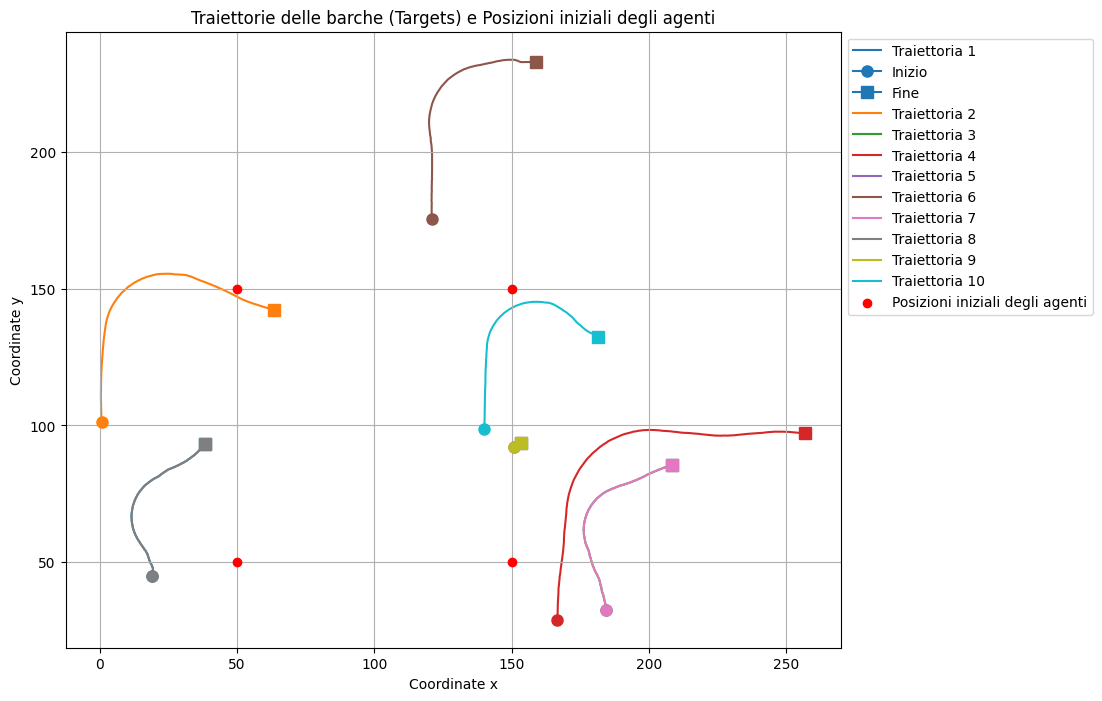 Traiettorie delle barche (Targets) e Posizioni iniziali degli agenti
Coordinate y
200
150
100
50
0
50
100
150
200
250
Coordinate x
Traiettoria 1
Inizio
Fine
Traiettoria 2
Traiettoria 3
Traiettoria 4
Traiettoria 5
Traiettoria 6
Traiettoria 7
Traiettoria 8
Traiettoria 9
Traiettoria 10
Posizioni iniziali degli agenti